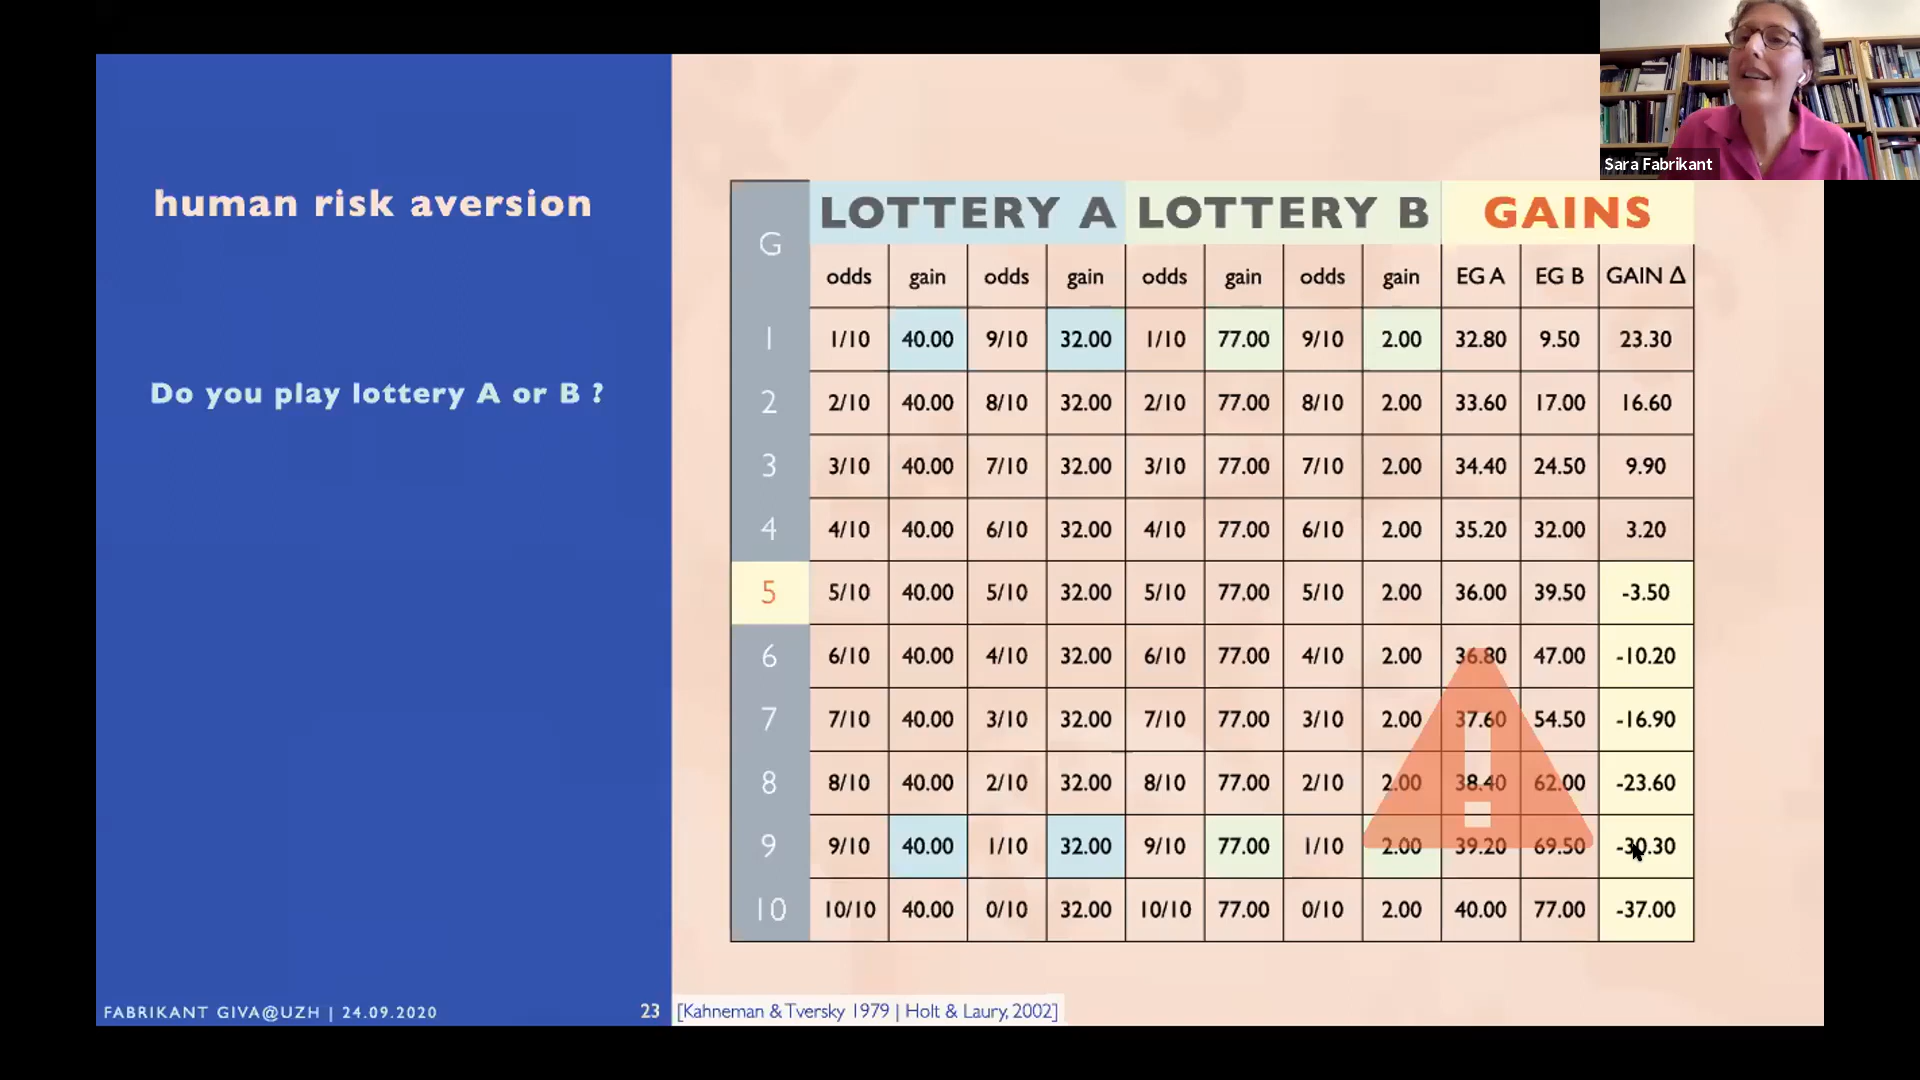 Sara Fabrikant
human risk aversion
Do you play lottery A or B ?
G LOTTERY A LOTTERY B GAINS
odds gain odds gain odds gain odds gain EG A EG B GAIN Δ
1 1/10 40.00 9/10 32.00 1/10 77.00 9/10 2.00 32.80 9.50 23.30
2 2/10 40.00 8/10 32.00 2/10 77.00 8/10 2.00 33.60 17.00 16.60
3 3/10 40.00 7/10 32.00 3/10 77.00 7/10 2.00 34.40 24.50 9.90
4 4/10 40.00 6/10 32.00 4/10 77.00 6/10 2.00 35.20 32.00 3.20
5 5/10 40.00 5/10 32.00 5/10 77.00 5/10 2.00 36.00 39.50 -3.50
6 6/10 40.00 4/10 32.00 6/10 77.00 4/10 2.00 36.80 47.00 -10.20
7 7/10 40.00 3/10 32.00 7/10 77.00 3/10 2.00 37.60 54.50 -16.90
8 8/10 40.00 2/10 32.00 8/10 77.00 2/10 2.00 38.40 62.00 -23.60
9 9/10 40.00 1/10 32.00 9/10 77.00 1/10 2.00 39.20 69.50 -30.30
10 10/10 40.00 0/10 32.00 10/10 77.00 0/10 2.00 40.00 77.00 -37.00
FABRIKANT GIVA@UZH | 24.09.2020 23 [Kahneman & Tversky 1979 | Holt & Laury, 2002]